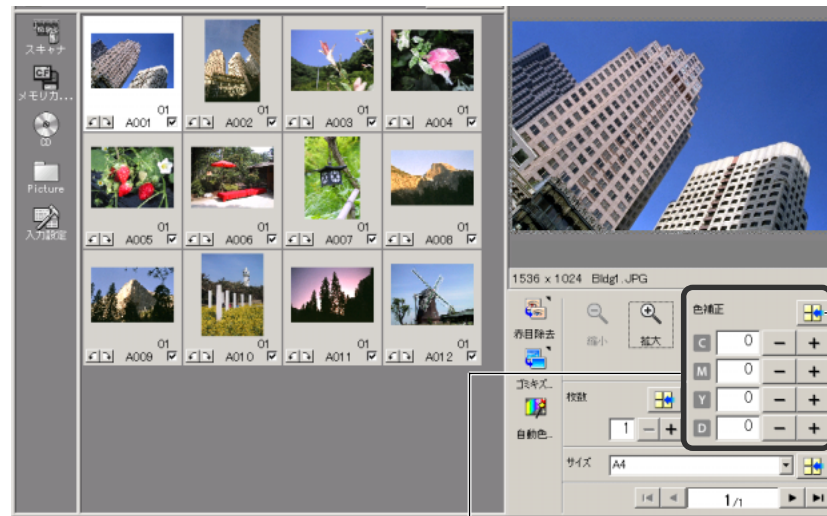 スキャナ
CF
メモリカ...
CD
Picture
入力設定
01
A001
01
A002
01
A003
01
A004
01
A005
01
A006
01
A007
01
A008
01
A009
01
A010
01
A011
01
A012
1536 x 1024 Bldg1.JPG
赤目除去
ゴミキズ...
自動色...
縮小
拡大
枚数
1 － ＋
色補正
C 0 － ＋
M 0 － ＋
Y 0 － ＋
D 0 － ＋
サイズ A4
1/1